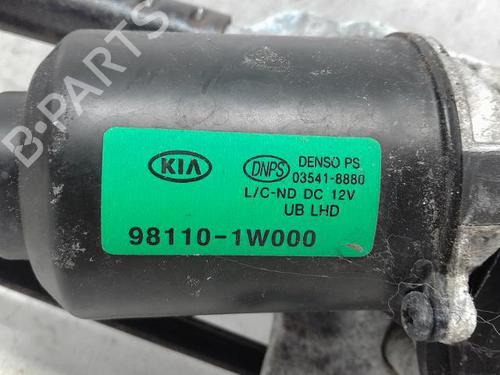 B-PARTS
KIA
DNPS
DENSO PS
03541-8880
L/C-ND DC 12V
UB LHD
98110-1W000